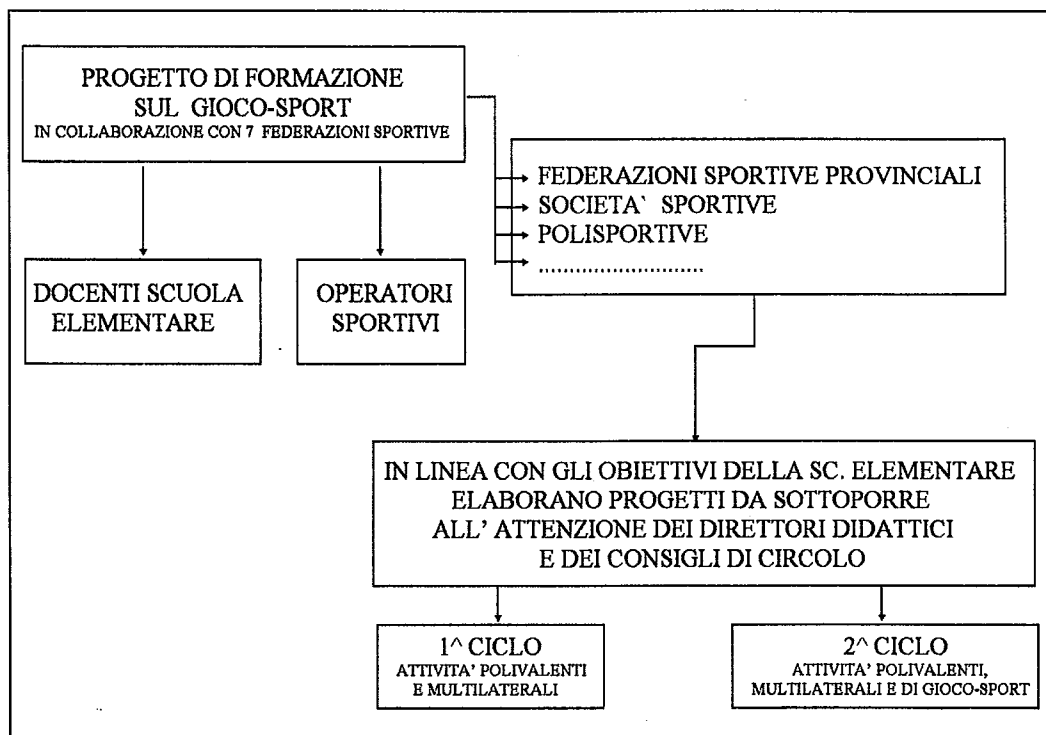 PROGETTO DI FORMAZIONE
SUL GIOCO-SPORT
IN COLLABORAZIONE CON 7 FEDERAZIONI SPORTIVE
FEDERAZIONI SPORTIVE PROVINCIALI
SOCIETA` SPORTIVE
POLISPORTIVE
..............................
DOCENTI SCUOLA
ELEMENTARE
OPERATORI
SPORTIVI
IN LINEA CON GLI OBIETTIVI DELLA SC. ELEMENTARE
ELABORANO PROGETTI DA SOTTOPORRE
ALL' ATTENZIONE DEI DIRETTORI DIDATTICI
E DEI CONSIGLI DI CIRCOLO
1^ CICLO
ATTIVITA' POLIVALENTI
E MULTILATERALI
2^ CICLO
ATTIVITA' POLIVALENTI,
MULTILATERALI E DI GIOCO-SPORT